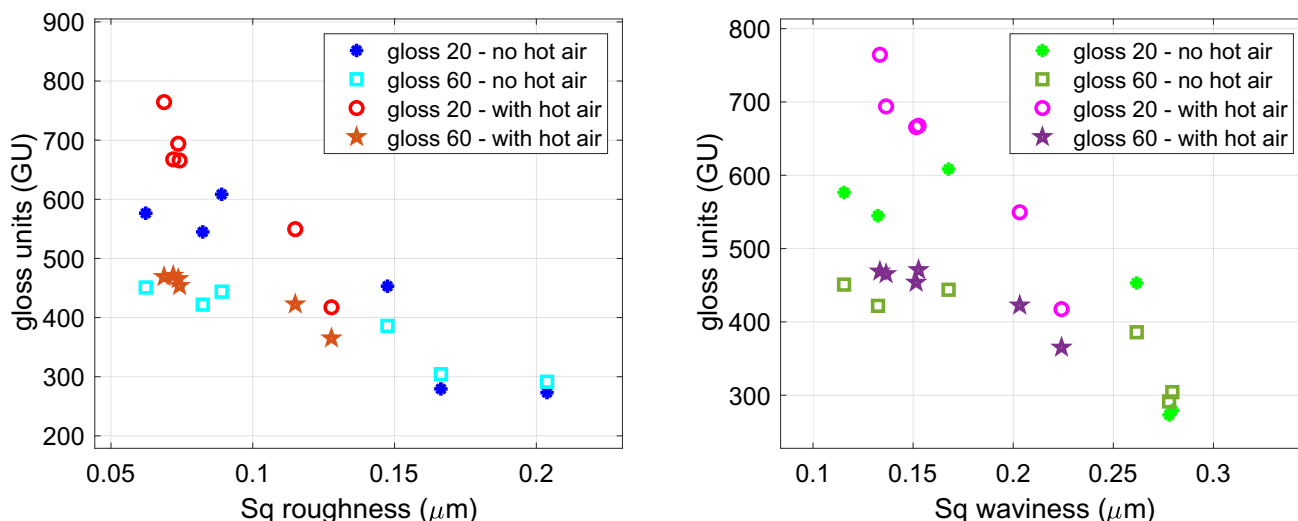 900
800
700
600
500
400
300
200
gloss units (GU)
0.05
0.1
0.15
0.2
Sq roughness (μm)
gloss 20 - no hot air
gloss 60 - no hot air
gloss 20 - with hot air
gloss 60 - with hot air
800
700
600
500
400
300
gloss units (GU)
0.1
0.15
0.2
0.25
0.3
Sq waviness (μm)
gloss 20 - no hot air
gloss 60 - no hot air
gloss 20 - with hot air
gloss 60 - with hot air